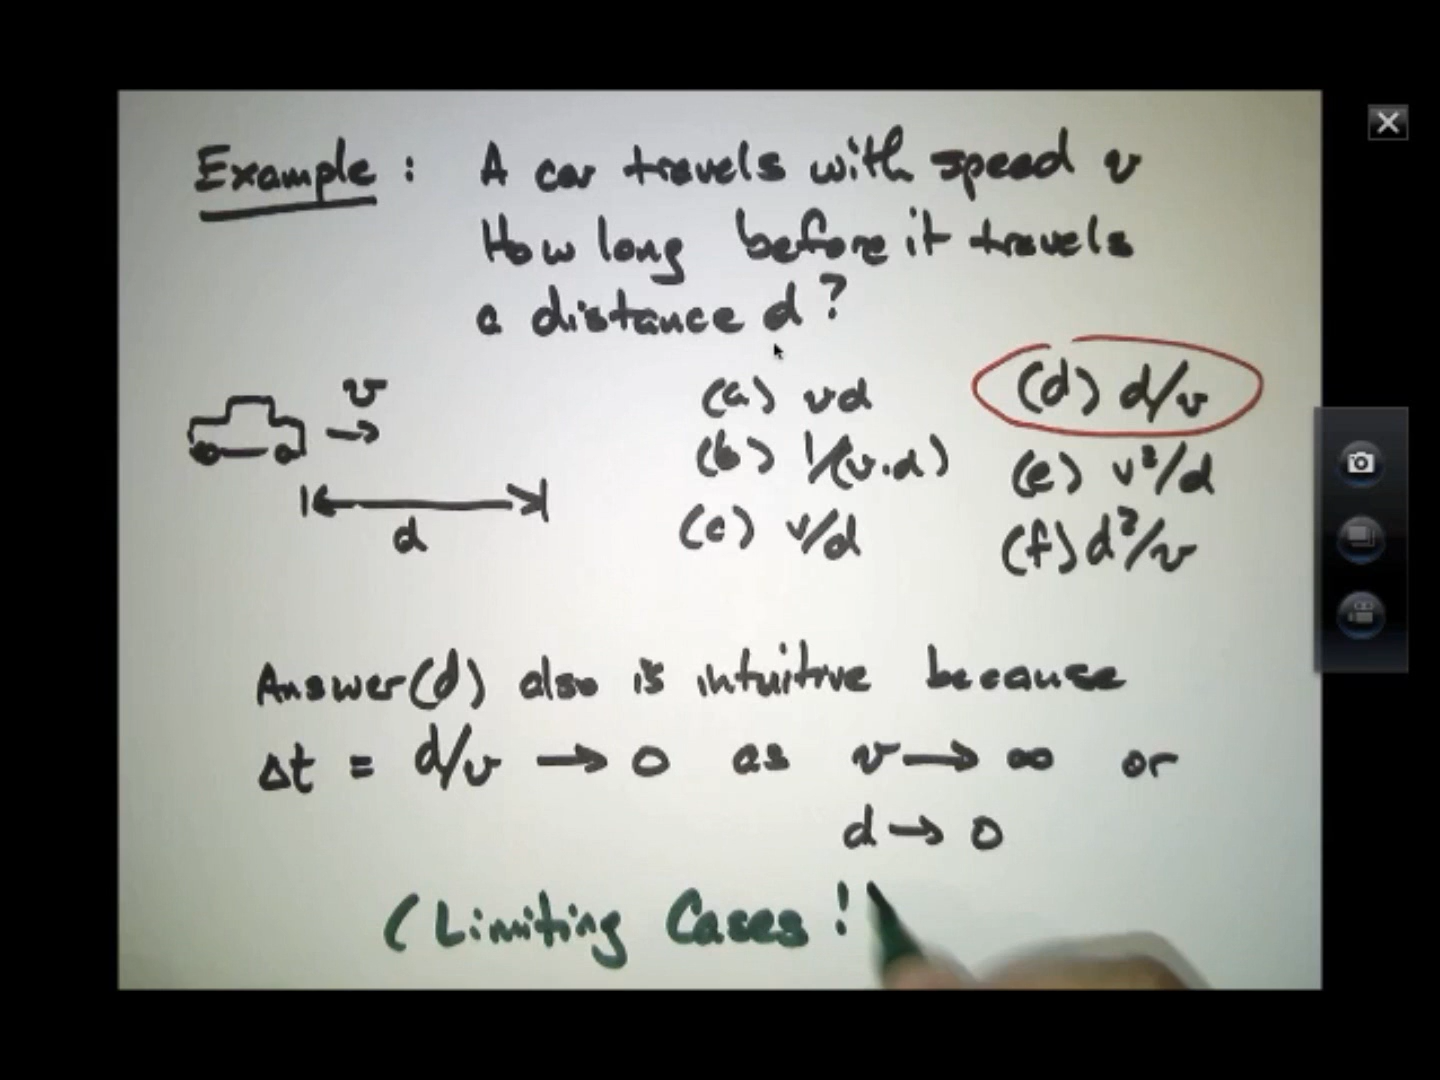 Example : A car travels with speed v
How long before it travels
a distance d?
v
d
(a) vd
(b) 1/(v.d)
(c) v/d
(d) d/v
(e) v²/d
(f) d²/v
Answer (d) also is intuitive because
Δt = d/v → 0 as v → ∞ or
d → 0
(Limiting Cases!